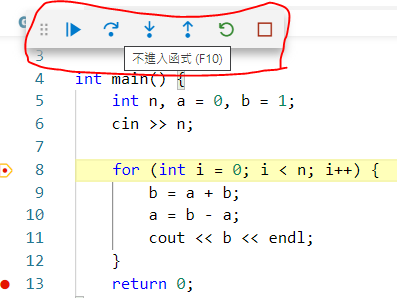 不進入函式 (F10)
3
4 int main() {
5 int n, a = 0, b = 1;
6 cin >> n;
7
8 for (int i = 0; i < n; i++) {
9 b = a + b;
10 a = b - a;
11 cout << b << endl;
12 }
13 return 0;